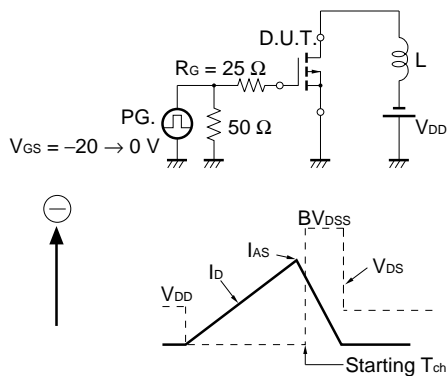 D.U.T.
RG = 25 Ω
L
PG.
50 Ω
VDD
VGS = −20 → 0 V
−
BVDSS
IAS
ID
VDS
VDD
Starting Tch